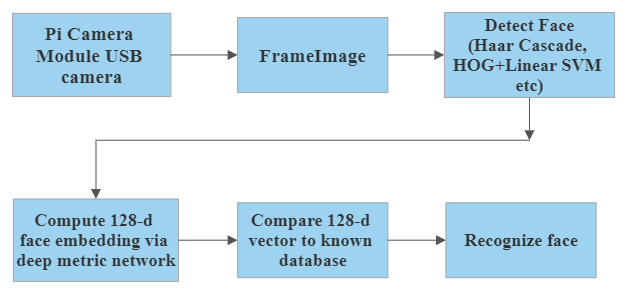 Pi Camera
Module USB
camera
FrameImage
Detect Face
(Haar Cascade,
HOG+Linear SVM
etc)
Compute 128-d
face embedding via
deep metric network
Compare 128-d
vector to known
database
Recognize face